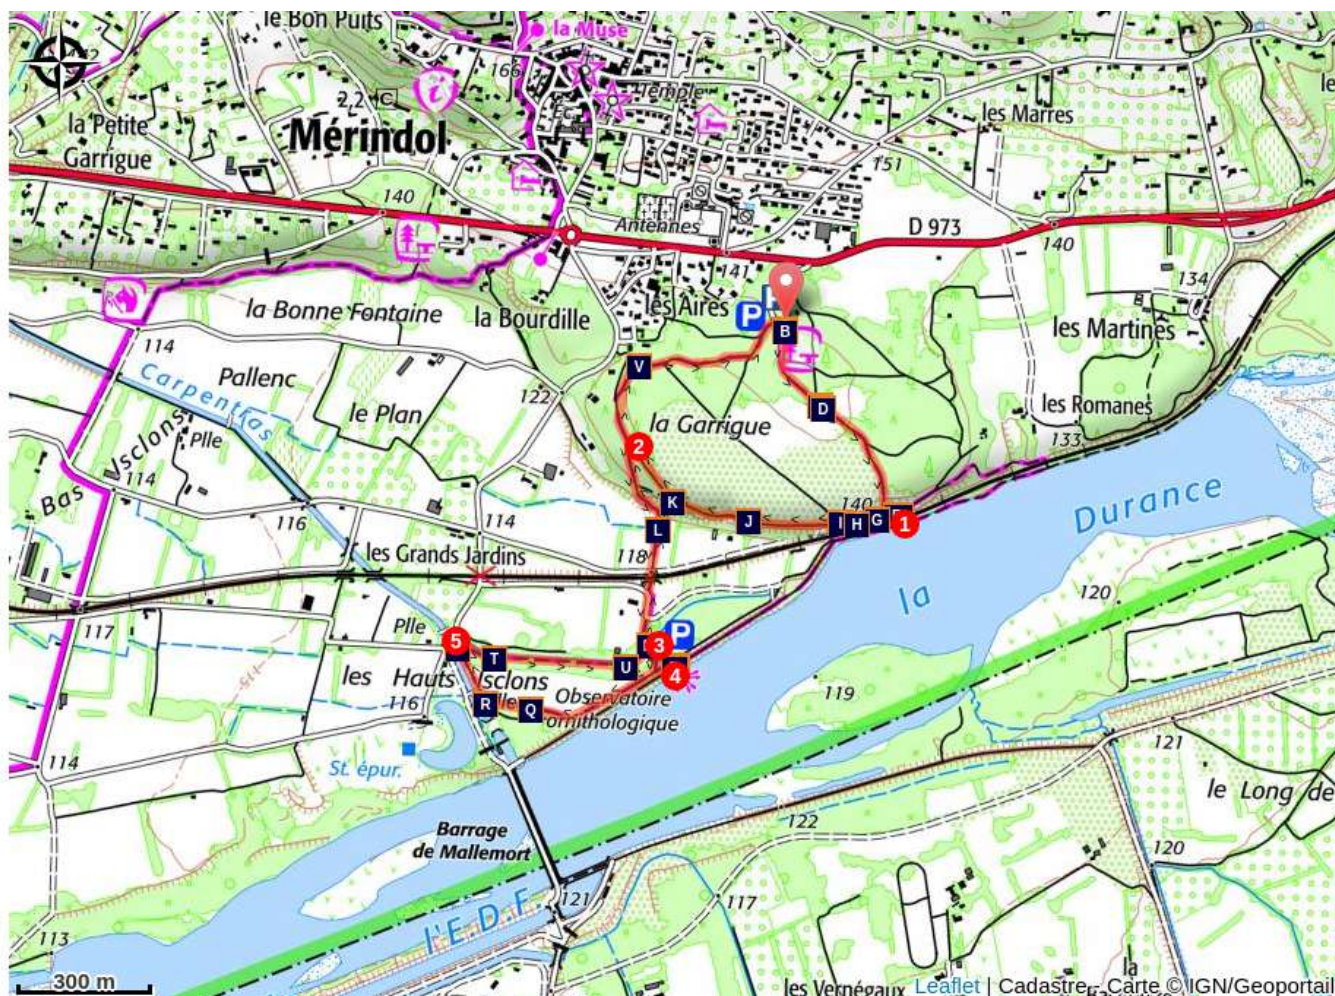 le Bon Puits
la Muse
166
la Petite
Garrigue
Mérindol
Temple
les Marres
151
140
Antennes
D 973
140
141
134
les Aires
P
la Bonne Fontaine
la Bourdille
les Martines
B
114
Carpentras
Pallenc
V
122
le Plan
D
les Romanes
la Garrigue
133
Plle
Bas Isclons
2
114
K
140
J
I
H
G
1
Durance
116
114
L
les Grands Jardins
118
la
120
117
Plle
P
5
3
T
U
4
les Hauts Isclons
R
Q
Observatoire
ornithologique
119
116
114
St. épur.
121
le Long de
Barrage
de Mallemort
122
120
121
117
l'E.D.F.
113
300 m
les Vernégaux
la
Leaflet | Cadastre - Carte © IGN/Geoportail